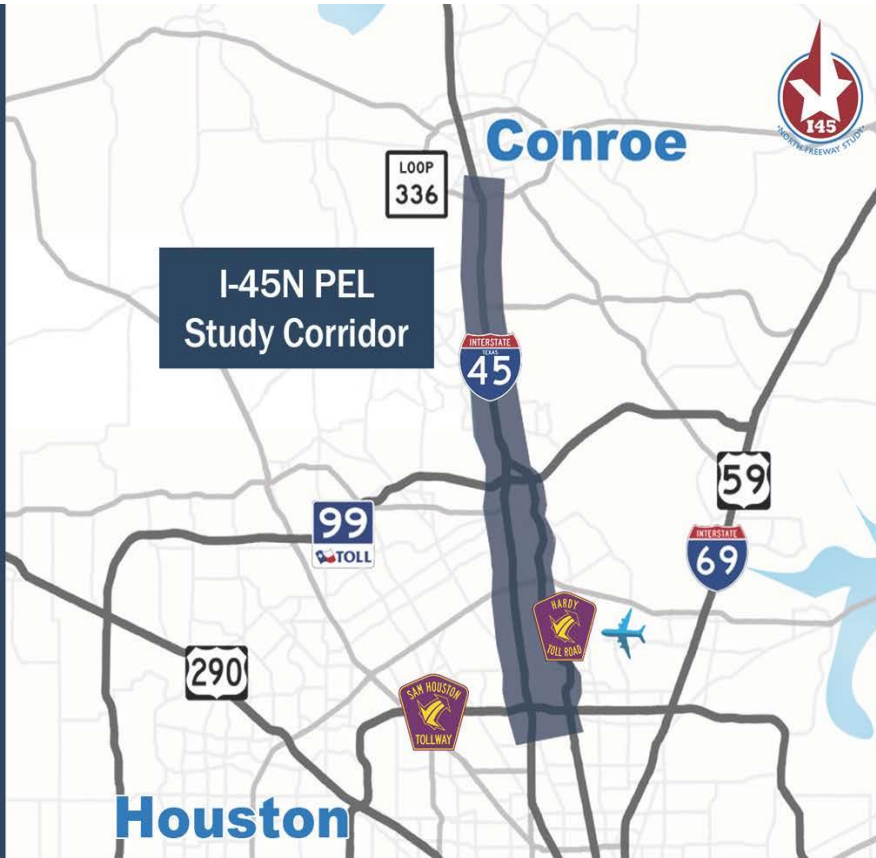 I45
"NORTH FREEWAY STUDY"
Conroe
LOOP
336
I-45N PEL
Study Corridor
INTERSTATE
TEXAS
45
59
99
TOLL
INTERSTATE
69
HARDY
TOLL ROAD
290
SAM HOUSTON
TOLLWAY
Houston